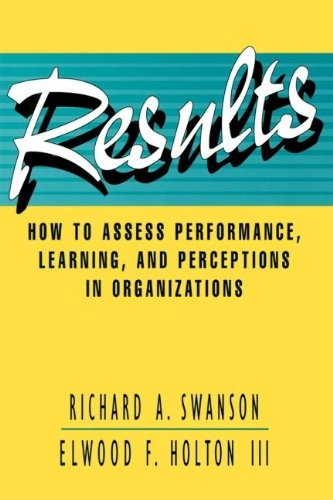 Results
HOW TO ASSESS PERFORMANCE,
LEARNING, AND PERCEPTIONS
IN ORGANIZATIONS
RICHARD A. SWANSON
ELWOOD F. HOLTON III